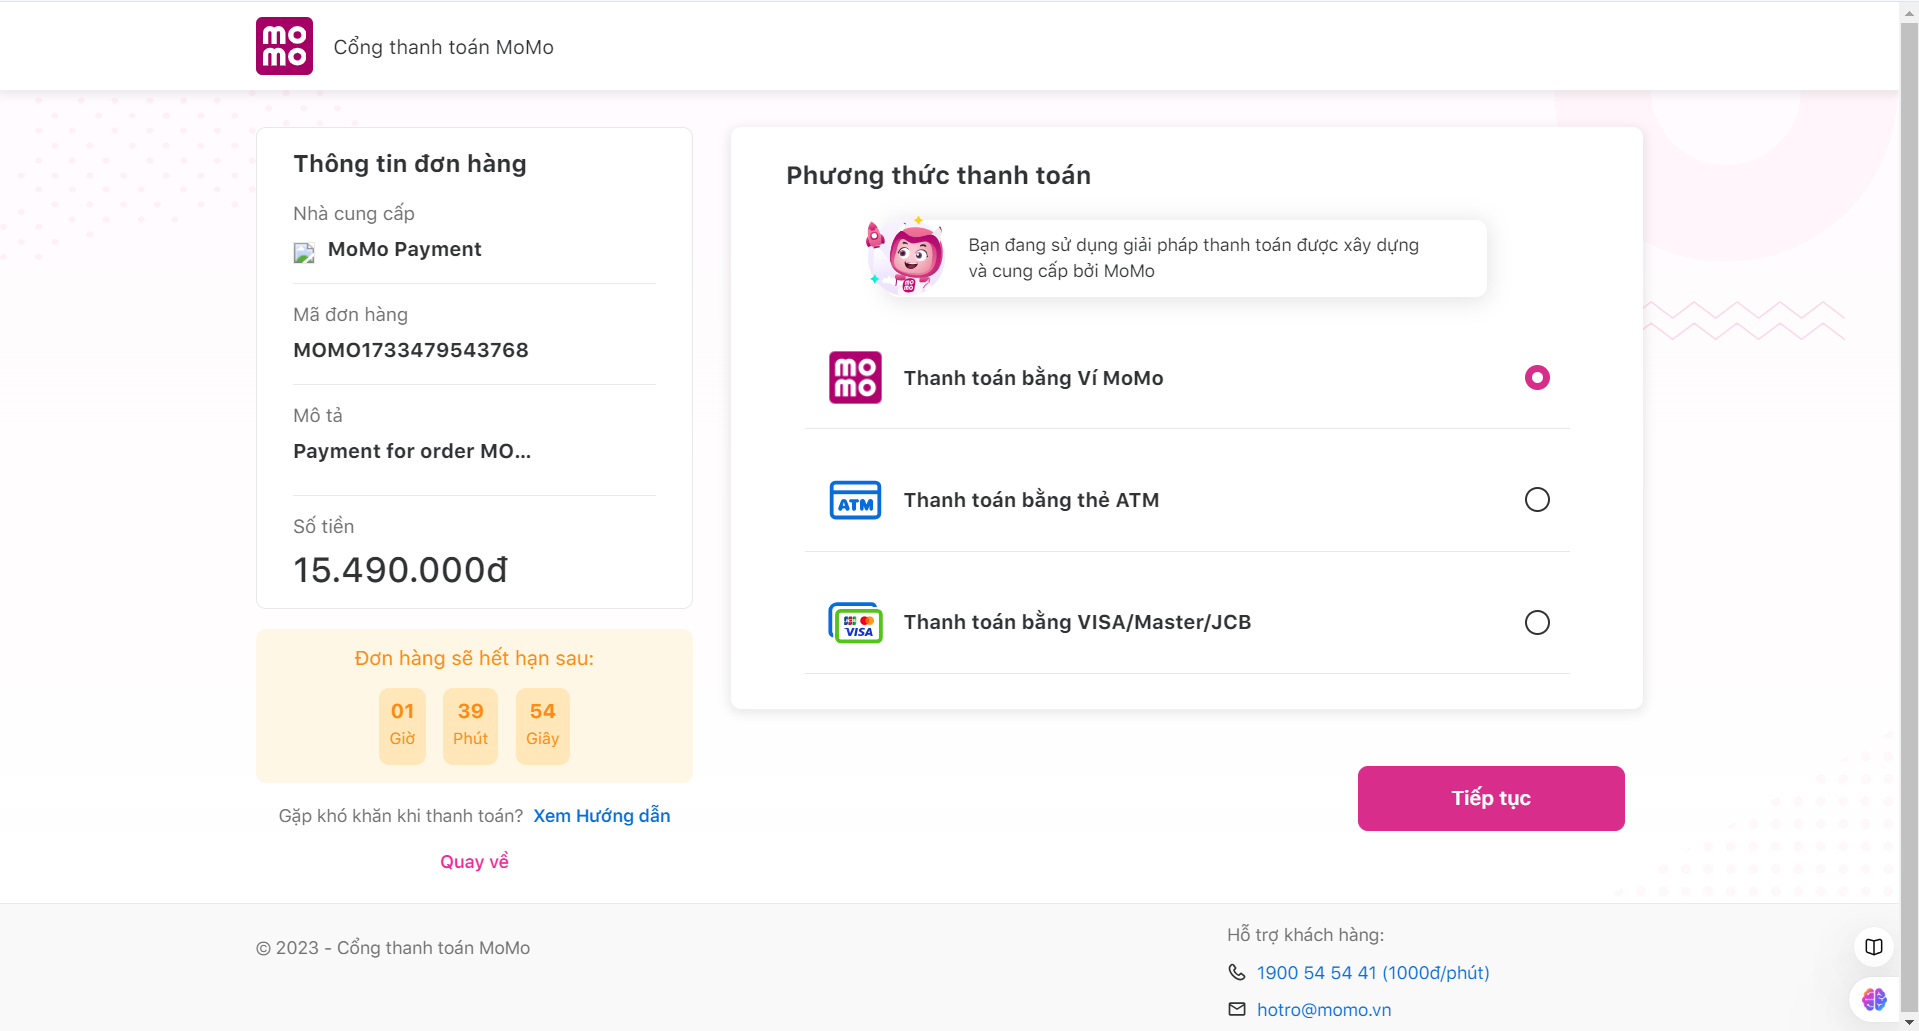 mo
mo
Cổng thanh toán MoMo
Thông tin đơn hàng
Nhà cung cấp
MoMo Payment
Mã đơn hàng
MOMO1733479543768
Mô tả
Payment for order MO...
Số tiền
15.490.000đ
Đơn hàng sẽ hết hạn sau:
01 39 54
Giờ Phút Giây
Gặp khó khăn khi thanh toán? Xem Hướng dẫn
Quay về
Phương thức thanh toán
Bạn đang sử dụng giải pháp thanh toán được xây dựng
và cung cấp bởi MoMo
mo
mo
Thanh toán bằng Ví MoMo
ATM
Thanh toán bằng thẻ ATM
JCB
VISA
Thanh toán bằng VISA/Master/JCB
Tiếp tục
© 2023 - Cổng thanh toán MoMo
Hỗ trợ khách hàng:
1900 54 54 41 (1000đ/phút)
hotro@momo.vn